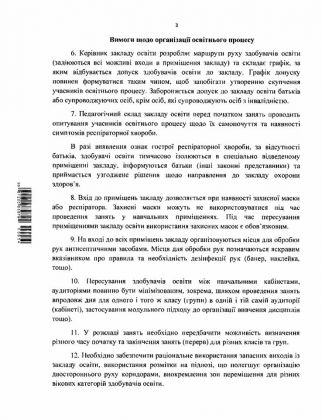 3
Вимоги щодо організації освітнього процесу
6. Керівник закладу освіти розробляє маршрути руху здобувачів освіти
(задіюються всі можливі входи в приміщення закладу) та складає графік, за
яким відбувається допуск здобувачів освіти до закладу. Графік допуску
повинен формуватися таким чином, щоб запобігати утворенню скупчення
учасників освітнього процесу. Забороняється допуск до закладу освіти батьків
або супроводжуючих осіб, крім осіб, які супроводжують осіб з інвалідністю.
7. Педагогічний склад закладу освіти перед початком занять проводить
опитування учасників освітнього процесу щодо їх самопочуття та наявності
симптомів респіраторної хвороби.
В разі виявлення ознак гострої респіраторної хвороби, за відсутності
батьків, здобувачі освіти тимчасово ізолюються в спеціально відведеному
приміщенні закладу, інформуються батьки (інші законні представники) та
приймається узгоджене рішення щодо направлення до закладу охорони
здоров'я.
8. Вхід до приміщень закладу дозволяється при наявності захисної маски
або респіратора. Захисні маски можуть не використовуватися під час
проведення занять у навчальних приміщеннях. Під час пересування
приміщеннями закладу освіти використання захисних масок є обов'язковим.
9. На вході до всіх приміщень закладу організовуються місця для обробки
рук антисептичними засобами. Місця для обробки рук позначаються яскравим
вказівником про правила та необхідність дезінфекції рук (банер, наклейка,
тощо).
10. Пересування здобувачів освіти між навчальними кабінетами,
аудиторіями повинно бути мінімізованим, зокрема, шляхом проведення занять
впродовж дня для одного і того ж класу (групи) в одній і тій самій аудиторії
(кабінеті), застосування модульного підходу до організації вивчення дисциплін
тощо;
11. У розкладі занять необхідно передбачити можливість визначення
різного часу початку та закінчення занять (перерв) для різних класів та груп.
12. Необхідно забезпечити раціональне використання запасних виходів із
закладу освіти, використання розмітки на підлозі, що полегшує організацію
двостороннього руху коридорами, виокремлення зон переміщення для різних
вікових категорій здобувачів освіти.